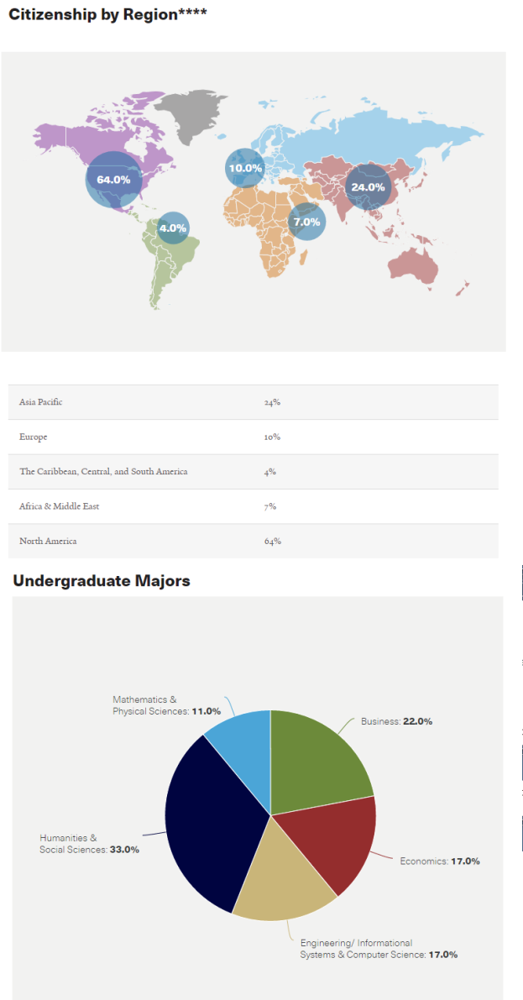 Citizenship by Region****
64.0%
10.0%
24.0%
4.0%
7.0%
Asia Pacific 24%
Europe 10%
The Caribbean, Central, and South America 4%
Africa & Middle East 7%
North America 64%
Undergraduate Majors
Mathematics &
Physical Sciences: 11.0%
Business: 22.0%
Humanities &
Social Sciences: 33.0%
Economics: 17.0%
Engineering/ Informational
Systems & Computer Science: 17.0%